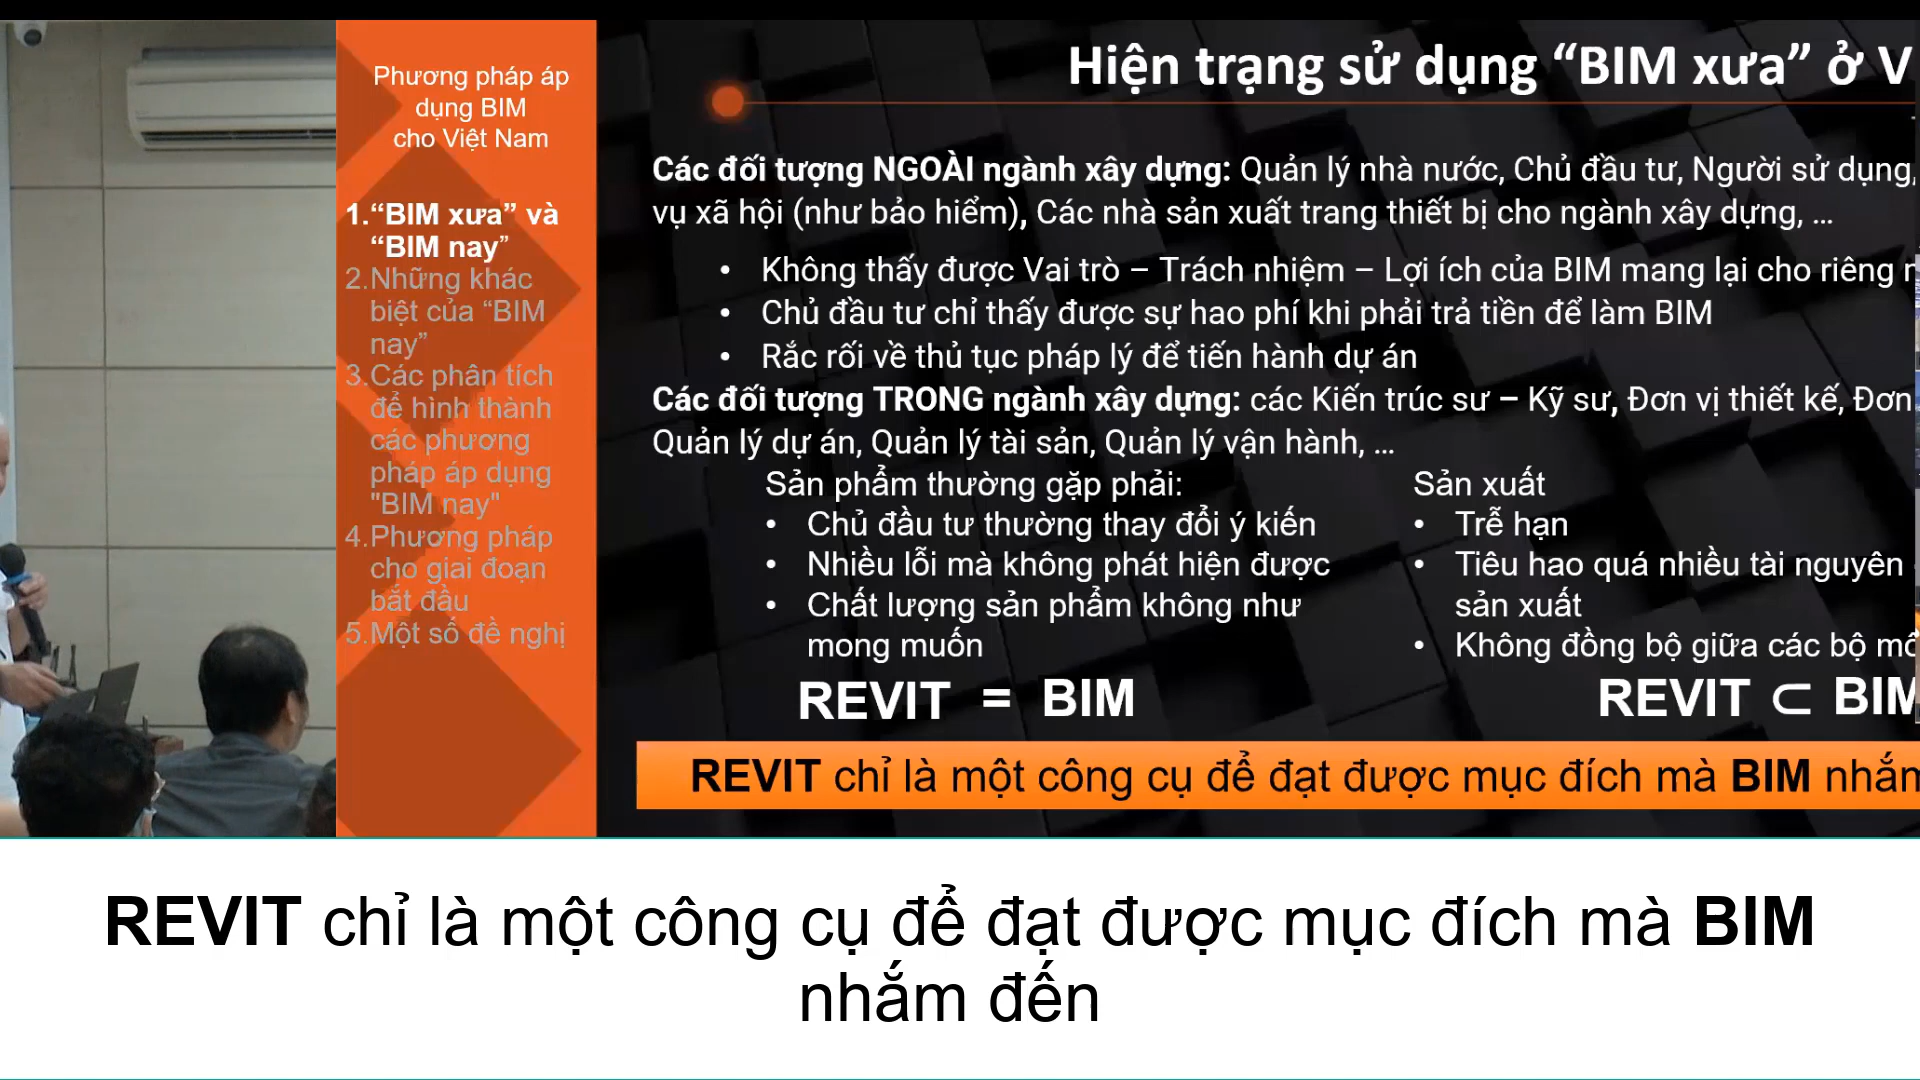 Phương pháp áp
dụng BIM
cho Việt Nam
1.“BIM xưa” và
“BIM nay”
2.Những khác
biệt của “BIM
nay”
3.Các phân tích
để hình thành
các phương
pháp áp dụng
"BIM nay"
4.Phương pháp
cho giai đoạn
bắt đầu
5.Một số đề nghị
Hiện trạng sử dụng “BIM xưa” ở V
Các đối tượng NGOÀI ngành xây dựng: Quản lý nhà nước, Chủ đầu tư, Người sử dụng,
vụ xã hội (như bảo hiểm), Các nhà sản xuất trang thiết bị cho ngành xây dựng, ...
• Không thấy được Vai trò – Trách nhiệm – Lợi ích của BIM mang lại cho riêng
• Chủ đầu tư chỉ thấy được sự hao phí khi phải trả tiền để làm BIM
• Rắc rối về thủ tục pháp lý để tiến hành dự án
Các đối tượng TRONG ngành xây dựng: các Kiến trúc sư – Kỹ sư, Đơn vị thiết kế, Đơn
Quản lý dự án, Quản lý tài sản, Quản lý vận hành, ...
Sản phẩm thường gặp phải:
• Chủ đầu tư thường thay đổi ý kiến
• Nhiều lỗi mà không phát hiện được
• Chất lượng sản phẩm không như
mong muốn
REVIT = BIM
Sản xuất
• Trễ hạn
• Tiêu hao quá nhiều tài nguyên
sản xuất
• Không đồng bộ giữa các bộ
REVIT ⊂ BIM
REVIT chỉ là một công cụ để đạt được mục đích mà BIM nhắm
REVIT chỉ là một công cụ để đạt được mục đích mà BIM
nhắm đến